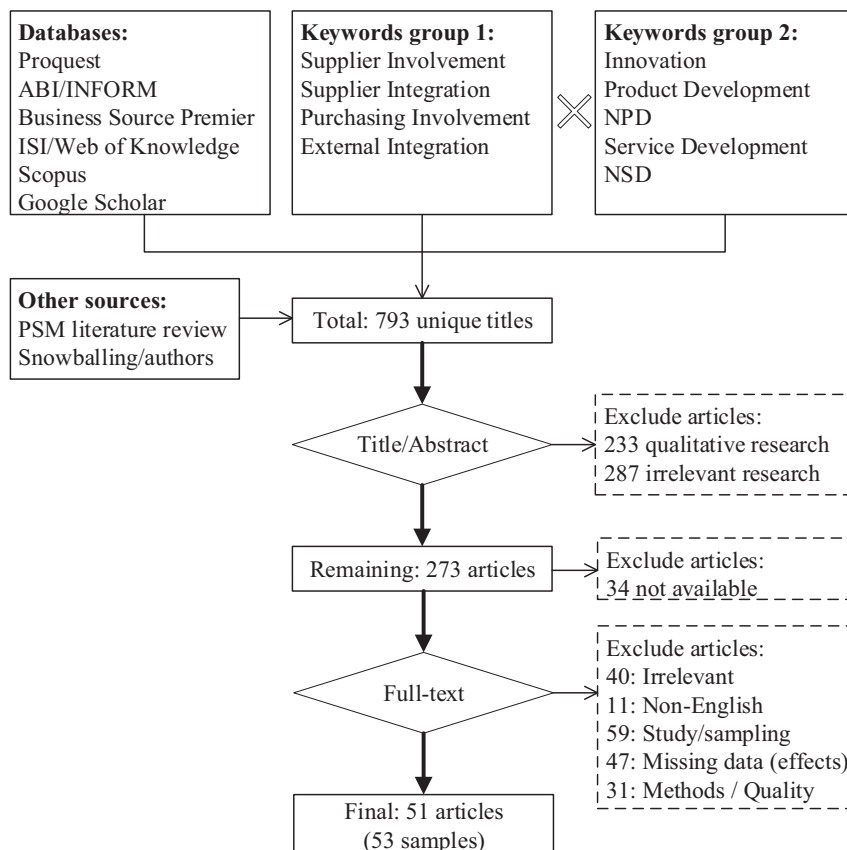 Databases:
Proquest
ABI/INFORM
Business Source Premier
ISI/Web of Knowledge
Scopus
Google Scholar
Keywords group 1:
Supplier Involvement
Supplier Integration
Purchasing Involvement
External Integration
Keywords group 2:
Innovation
Product Development
NPD
Service Development
NSD
Other sources:
PSM literature review
Snowballing/authors
Total: 793 unique titles
Title/Abstract
Exclude articles:
233 qualitative research
287 irrelevant research
Remaining: 273 articles
Exclude articles:
34 not available
Full-text
Exclude articles:
40: Irrelevant
11: Non-English
59: Study/sampling
47: Missing data (effects)
31: Methods / Quality
Final: 51 articles
(53 samples)